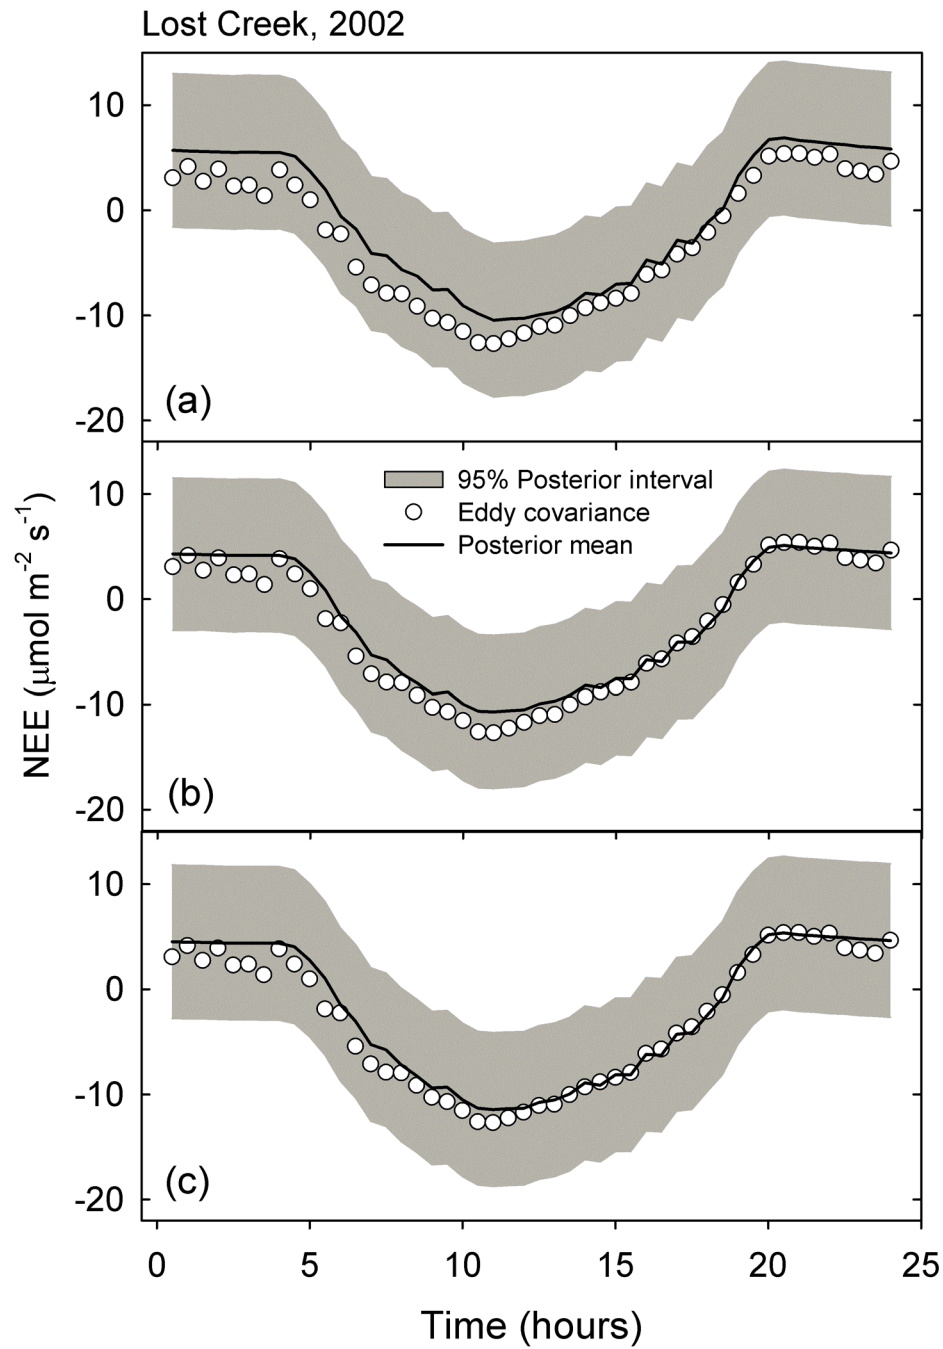 Lost Creek, 2002
10
0
-10
-20
(a)
10
0
-10
-20
95% Posterior interval
Eddy covariance
Posterior mean
(b)
NEE (μmol m⁻² s⁻¹)
10
0
-10
-20
(c)
0 5 10 15 20 25
Time (hours)